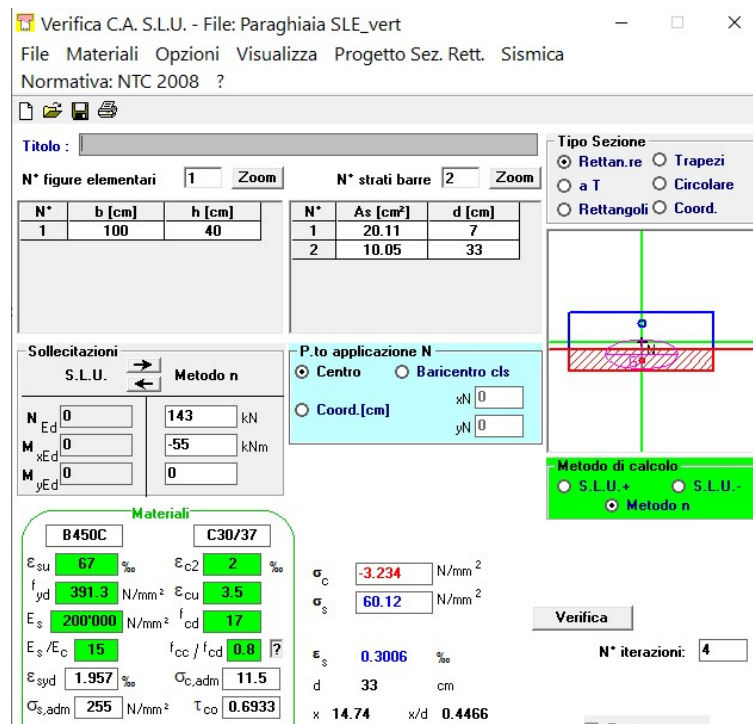 Verifica C.A. S.L.U. - File: Paraghiaia SLE_vert
File Materiali Opzioni Visualizza Progetto Sez. Rett. Sismica
Normativa: NTC 2008 ?
Titolo :
N° figure elementari 1 Zoom N° strati barre 2 Zoom
Tipo Sezione
Rettan.re Trapezi
a T Circolare
Rettangoli Coord.
N° b [cm] h [cm]
1 100 40
N° As [cm²] d [cm]
1 20.11 7
2 10.05 33
N
Sollecitazioni
S.L.U. Metodo n
N Ed 0 143 kN
M xEd 0 -55 kNm
M yEd 0 0
P.to applicazione N
Centro Baricentro cls
Coord.[cm] xN 0
yN 0
Metodo di calcolo
S.L.U.+ S.L.U.-
Metodo n
Materiali
B450C C30/37
εsu 67 ‰ εc2 2 ‰
fyd 391.3 N/mm² εcu 3.5
Es 200'000 N/mm² fcd 17
Es /Ec 15 fcc / fcd 0.8 ?
εsyd 1.957 ‰ σc,adm 11.5
σs,adm 255 N/mm² τco 0.6933
σc -3.234 N/mm²
σs 60.12 N/mm²
εs 0.3006 ‰
d 33 cm
x 14.74 x/d 0.4466
Verifica
N° iterazioni: 4